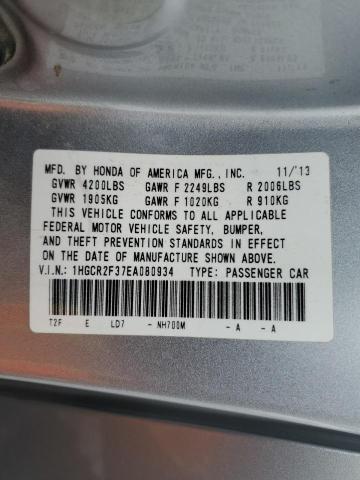 MFD. BY HONDA OF AMERICA MFG., INC. 11/'13
GVWR 4200LBS GAWR F 2249LBS R 2006LBS
GVWR 1905KG GAWR F 1020KG R 910KG
THIS VEHICLE CONFORMS TO ALL APPLICABLE
FEDERAL MOTOR VEHICLE SAFETY, BUMPER,
AND THEFT PREVENTION STANDARDS IN EFFECT
ON THE DATE OF MANUFACTURE SHOWN ABOVE.
V.I.N.: 1HGCR2F37EA080934 TYPE: PASSENGER CAR
T2F E LD7 - NH700M - A - A